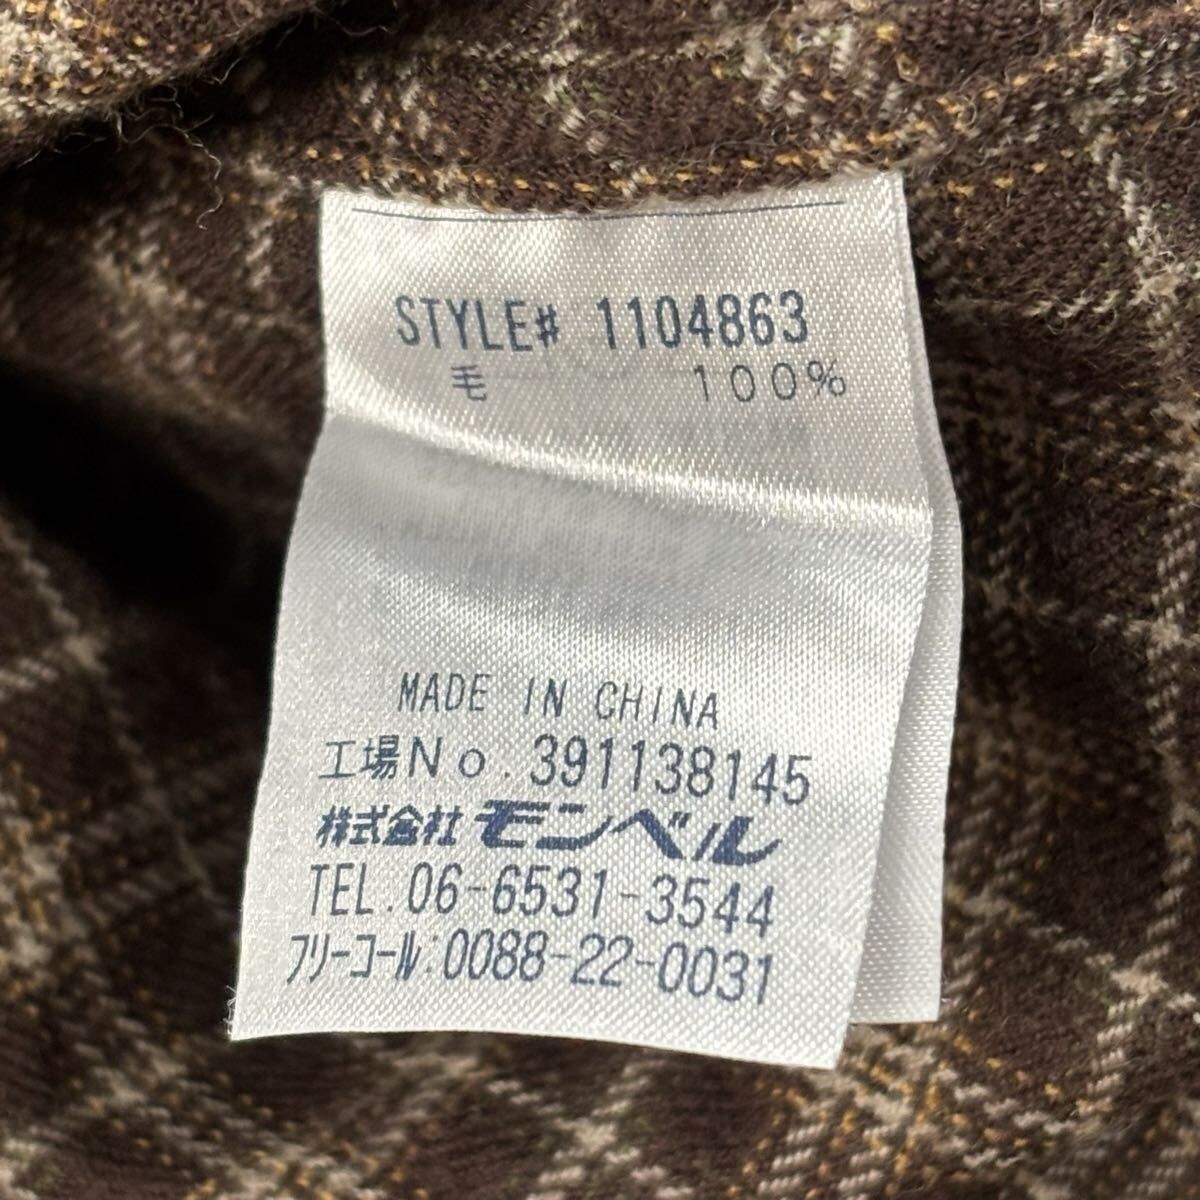 STYLE# 1104863
毛 100%
MADE IN CHINA
工場No.391138145
株式会社モンベル
TEL.06-6531-3544
フリーコール:0088-22-0031